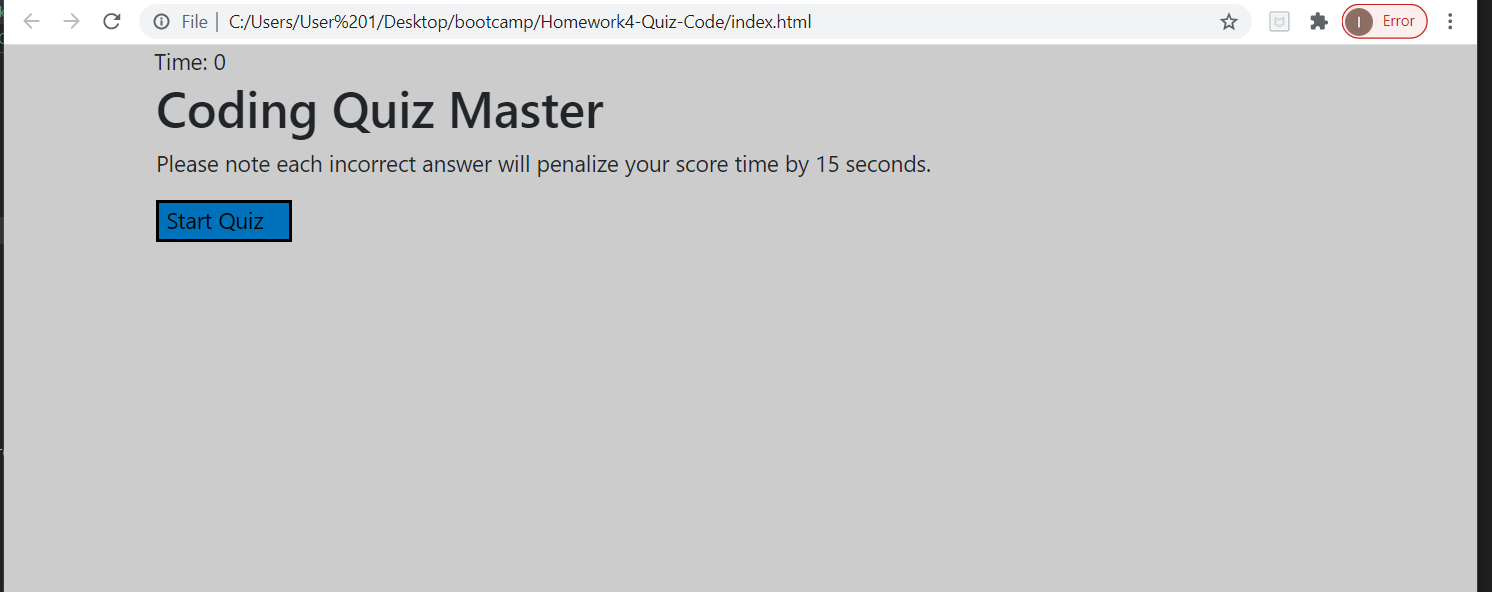 File | C:/Users/User%201/Desktop/bootcamp/Homework4-Quiz-Code/index.html
I Error
Time: 0
Coding Quiz Master
Please note each incorrect answer will penalize your score time by 15 seconds.
Start Quiz